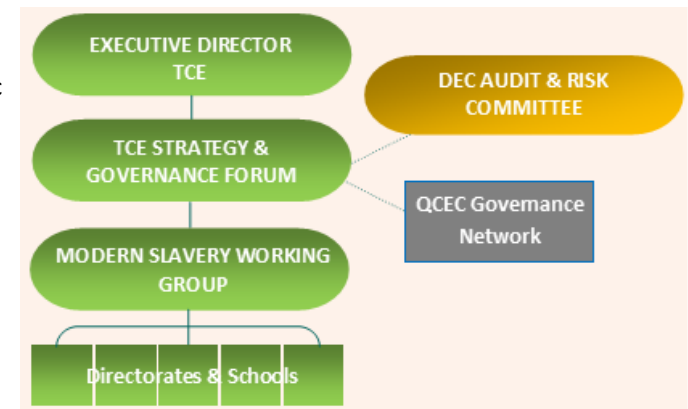 EXECUTIVE DIRECTOR
TCE
DEC AUDIT & RISK
COMMITTEE
TCE STRATEGY &
GOVERNANCE FORUM
QCEC Governance
Network
MODERN SLAVERY WORKING
GROUP
Directorates & Schools